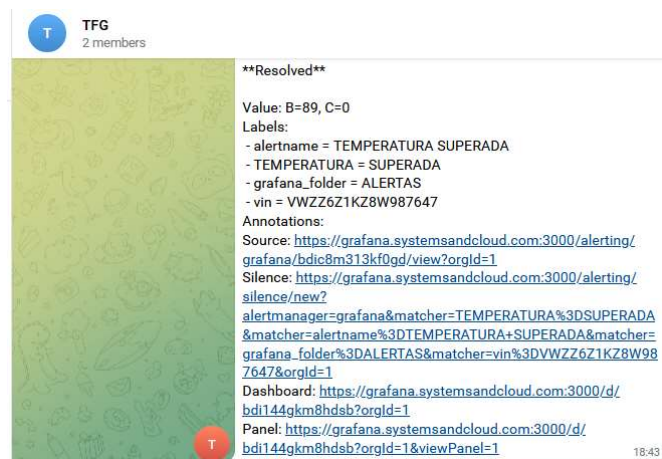 T
TFG
2 members
**Resolved**
Value: B=89, C=0
Labels:
- alertname = TEMPERATURA SUPERADA
- TEMPERATURA = SUPERADA
- grafana_folder = ALERTAS
- vin = VWZZ6Z1KZ8W987647
Annotations:
Source: https://grafana.systemsandcloud.com:3000/alerting/
grafana/bdic8m313kf0gd/view?orgId=1
Silence: https://grafana.systemsandcloud.com:3000/alerting/
silence/new?
alertmanager=grafana&matcher=TEMPERATURA%3DSUPERADA
&matcher=alertname%3DTEMPERATURA+SUPERADA&matcher=
grafana_folder%3DALERTAS&matcher=vin%3DVWZZ6Z1KZ8W98
7647&orgId=1
Dashboard: https://grafana.systemsandcloud.com:3000/d/
bdi144gkm8hdsb?orgId=1
Panel: https://grafana.systemsandcloud.com:3000/d/
bdi144gkm8hdsb?orgId=1&viewPanel=1
T
18:43